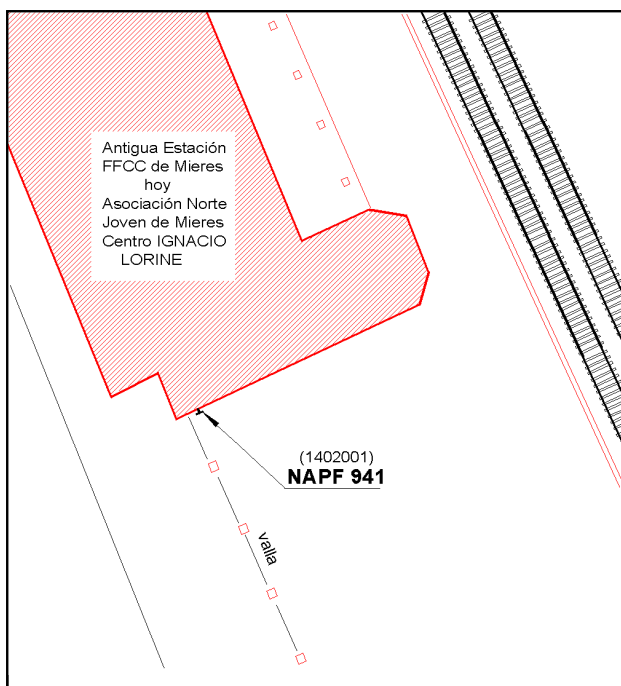 Antigua Estación
FFCC de Mieres
hoy
Asociación Norte
Joven de Mieres
Centro IGNACIO
LORINE
(1402001)
NAPF 941
valla